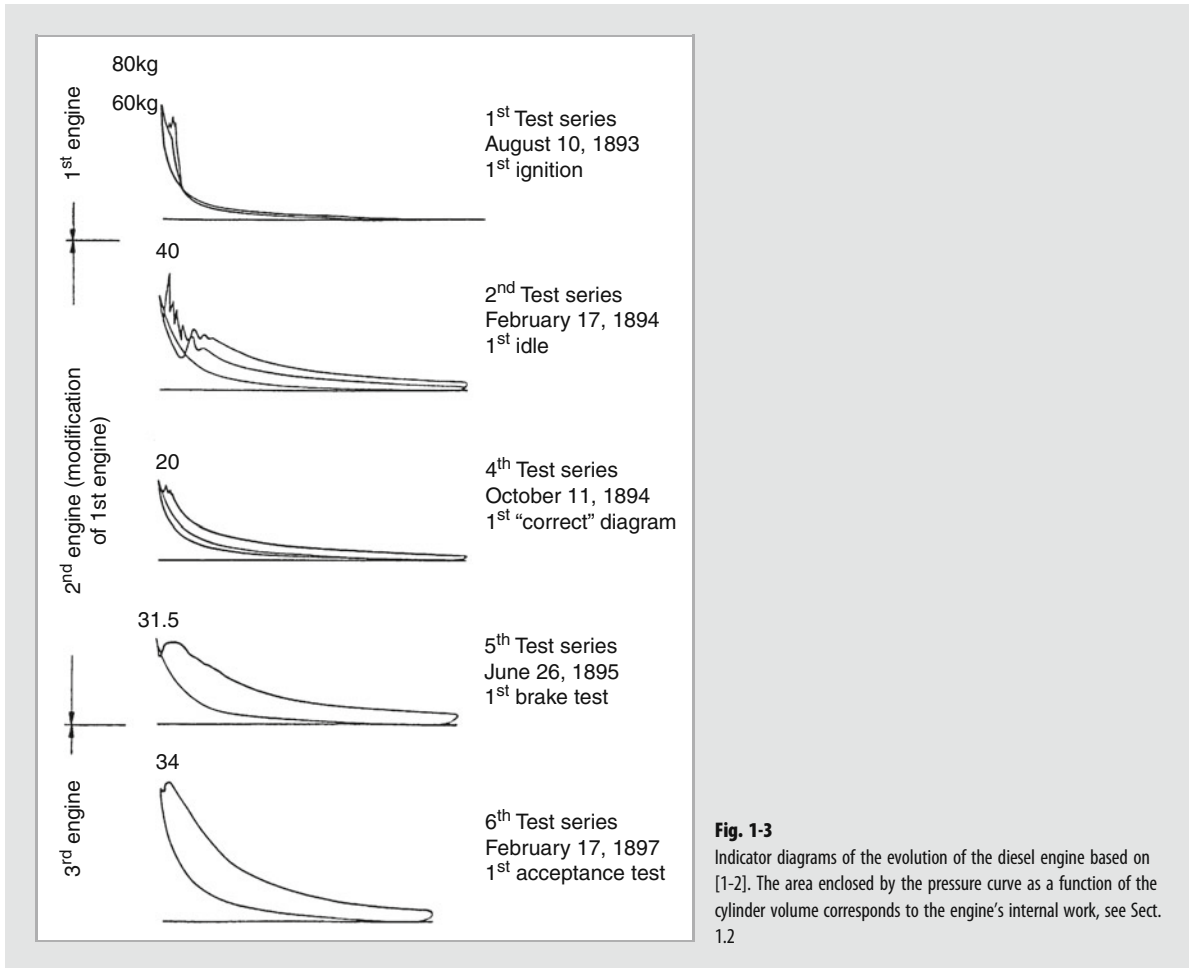 80kg
60kg
1st engine
1st Test series
August 10, 1893
1st ignition
40
2nd Test series
February 17, 1894
1st idle
2nd engine (modification
of 1st engine)
20
4th Test series
October 11, 1894
1st “correct” diagram
31.5
5th Test series
June 26, 1895
1st brake test
3rd engine
34
6th Test series
February 17, 1897
1st acceptance test
Fig. 1-3
Indicator diagrams of the evolution of the diesel engine based on
[1-2]. The area enclosed by the pressure curve as a function of the
cylinder volume corresponds to the engine’s internal work, see Sect.
1.2